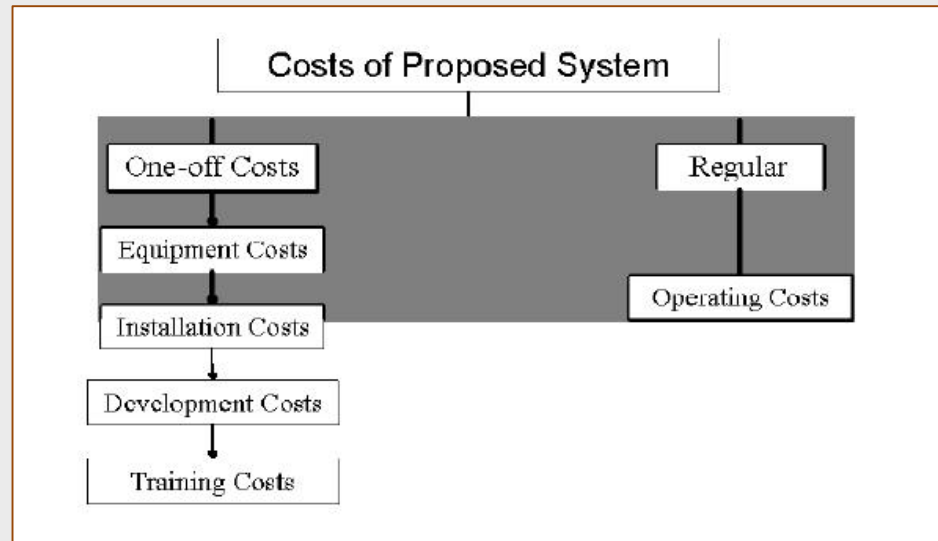 Costs of Proposed System
One-off Costs
Regular
Equipment Costs
Operating Costs
Installation Costs
Development Costs
Training Costs